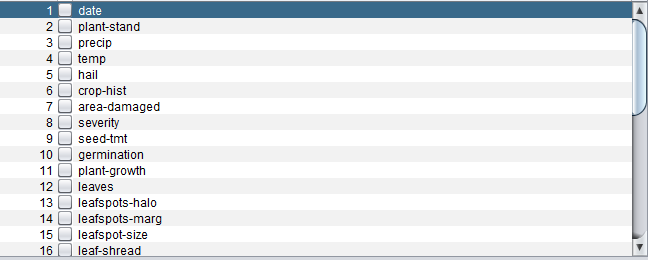 1 date
2 plant-stand
3 precip
4 temp
5 hail
6 crop-hist
7 area-damaged
8 severity
9 seed-tmt
10 germination
11 plant-growth
12 leaves
13 leafspots-halo
14 leafspots-marg
15 leafspot-size
16 leaf-shread